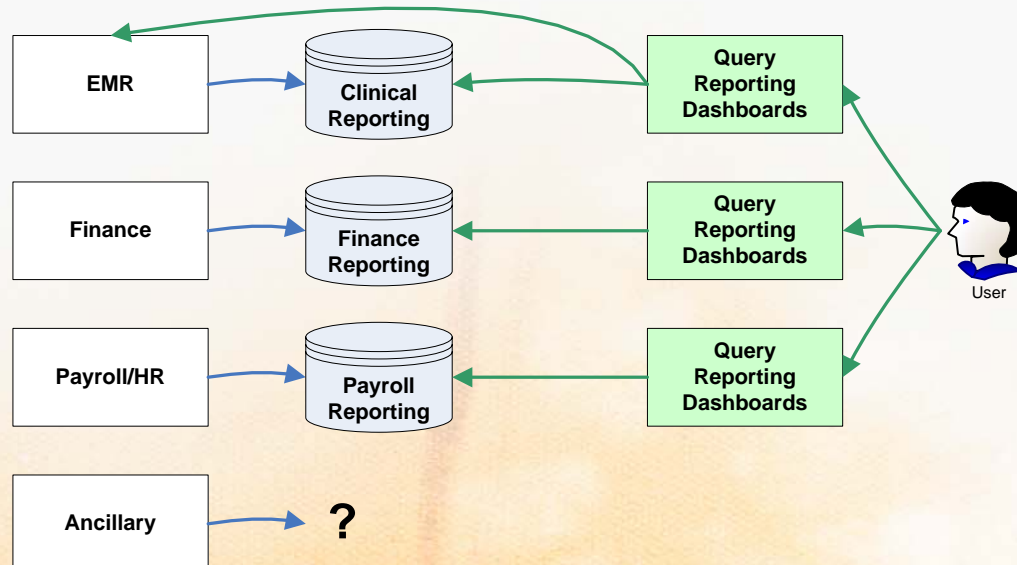 EMR
Clinical
Reporting
Query
Reporting
Dashboards
Finance
Finance
Reporting
Query
Reporting
Dashboards
User
Payroll/HR
Payroll
Reporting
Query
Reporting
Dashboards
Ancillary
?